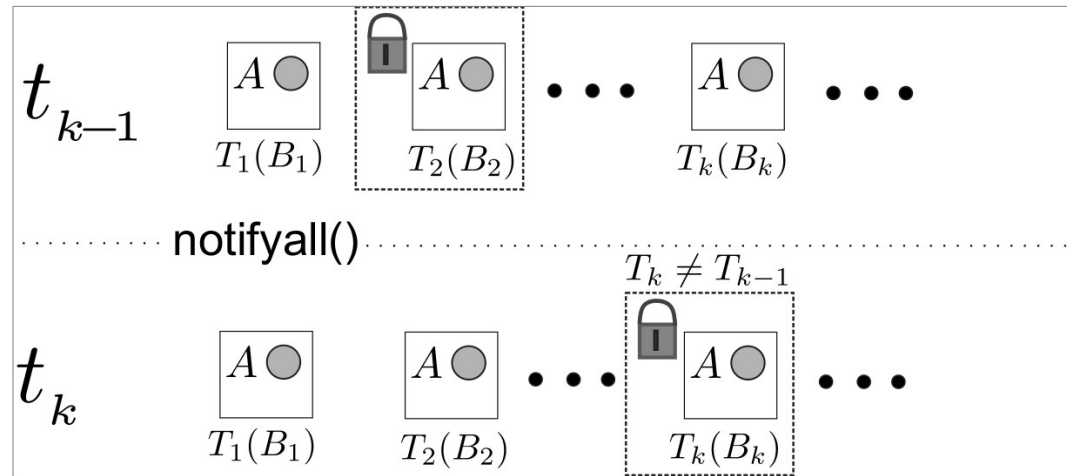 t_{k-1} A A A
T_1(B_1) T_2(B_2) T_k(B_k)
notifyall()
T_k ≠ T_{k-1}
t_k A A A
T_1(B_1) T_2(B_2) T_k(B_k)